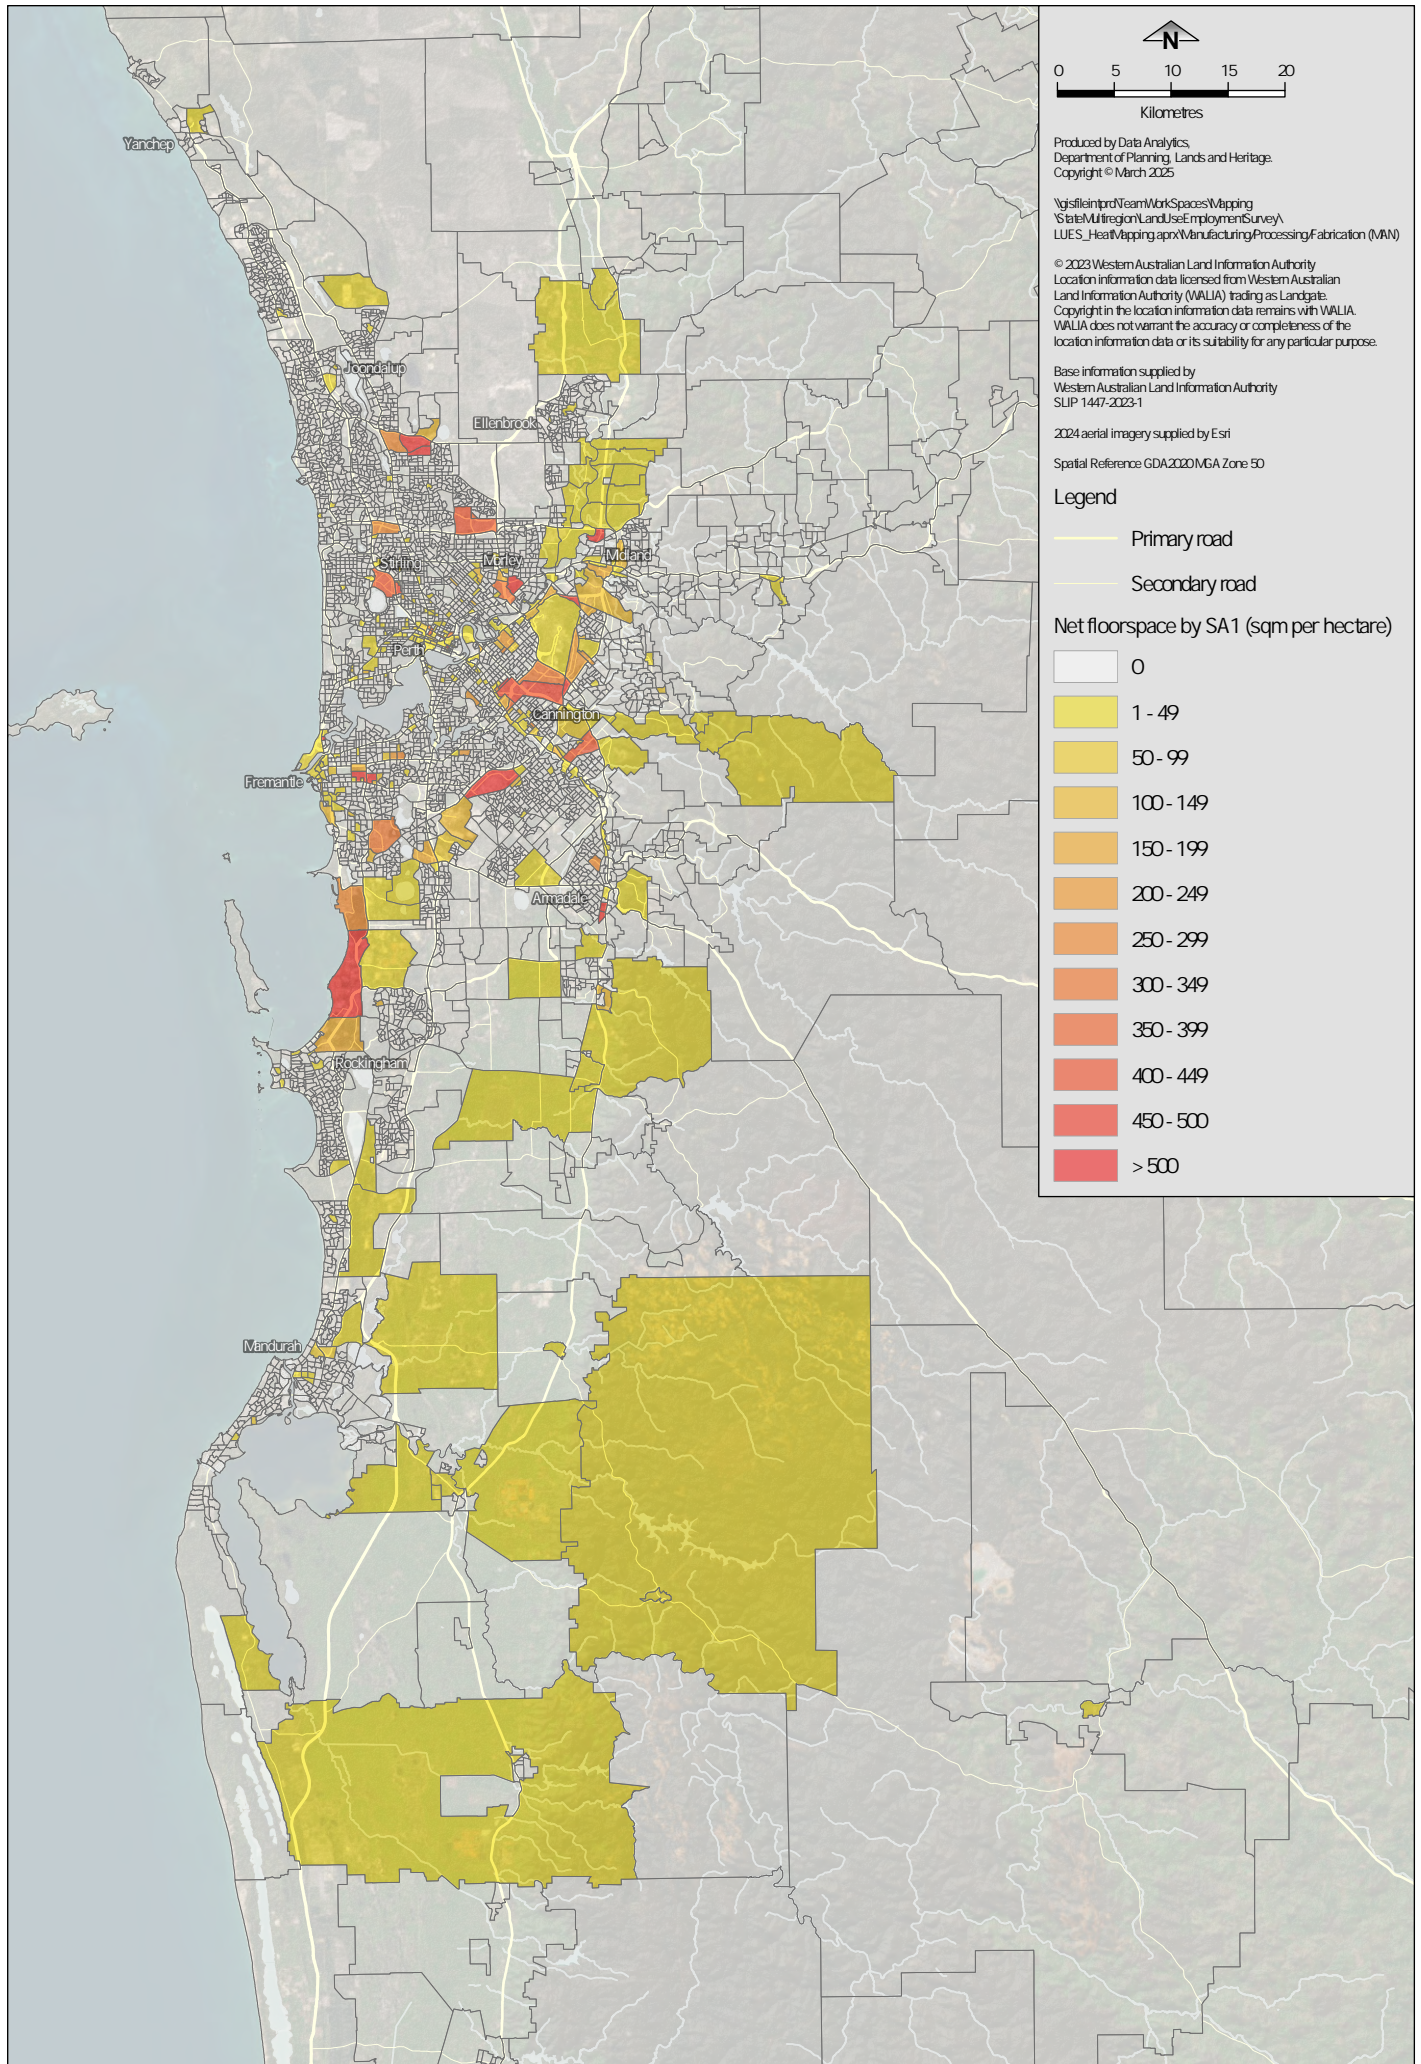 N
0 5 10 15 20
Kilometres
Produced by Data Analytics,
Department of Planning, Lands and Heritage.
Copyright © March 2025
\\gisfileintprd\TeamWorkSpaces\Mapping
\StateMultiregion\LandUseEmploymentSurvey\
LUES_HeatMapping.aprx\Manufacturing/Processing/Fabrication (MAN)
© 2023 Western Australian Land Information Authority
Location information data licensed from Western Australian
Land Information Authority (WALIA) trading as Landgate.
Copyright in the location information data remains with WALIA.
WALIA does not warrant the accuracy or completeness of the
location information data or its suitability for any particular purpose.
Base information supplied by
Western Australian Land Information Authority
SLIP 1447-2023-1
2024 aerial imagery supplied by Esri
Spatial Reference GDA2020 MGA Zone 50
Legend
Primary road
Secondary road
Net floorspace by SA1 (sqm per hectare)
0
1 - 49
50 - 99
100 - 149
150 - 199
200 - 249
250 - 299
300 - 349
350 - 399
400 - 449
450 - 500
> 500
Yanchep
Joondalup
Ellenbrook
Stirling
Morley
Midland
Perth
Cannington
Fremantle
Armadale
Rockingham
Mandurah